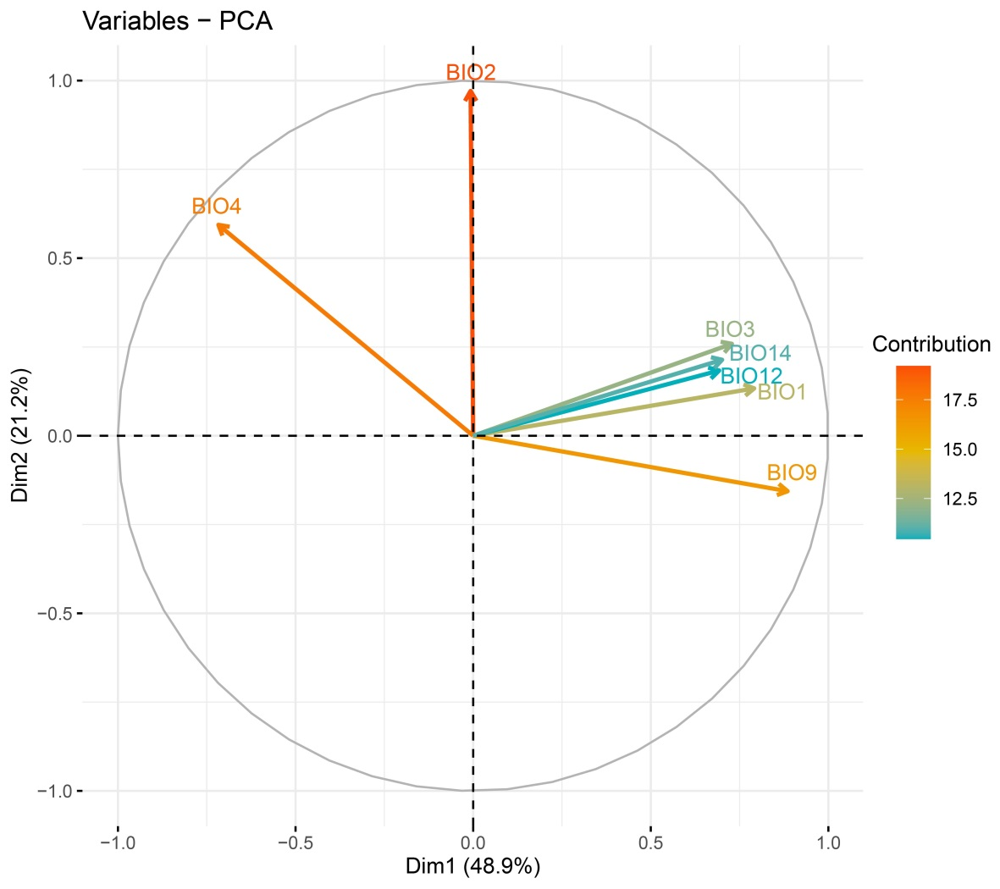 Variables − PCA
BIO2
BIO4
BIO3
BIO14
BIO12
BIO1
BIO9
1.0
0.5
0.0
−0.5
−1.0
Dim2 (21.2%)
−1.0
−0.5
0.0
0.5
1.0
Dim1 (48.9%)
Contribution
17.5
15.0
12.5